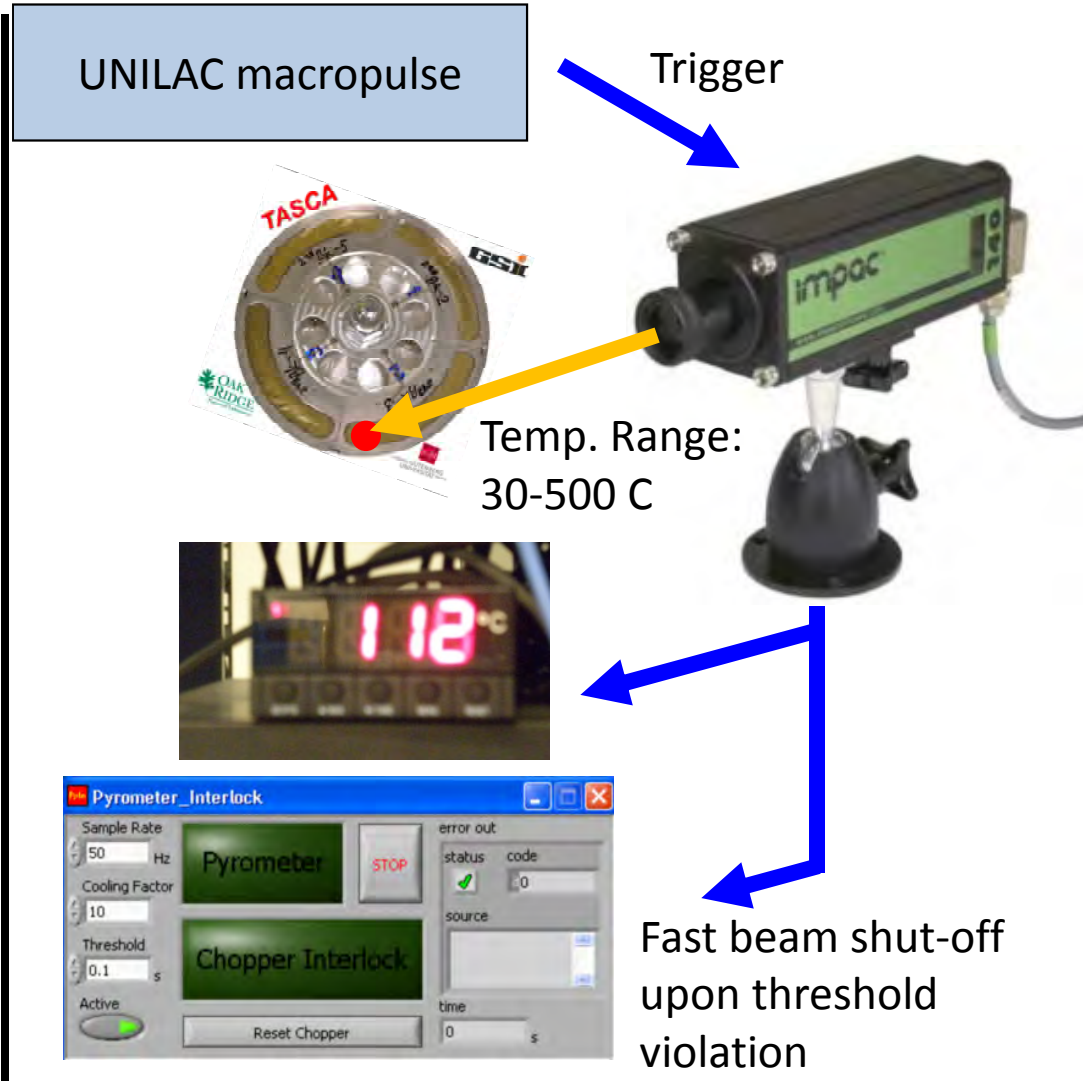 UNILAC macropulse
Trigger
TASCA
GSI
impac
340
OAK
RIDGE
Temp. Range:
30-500 C
112 °C
Pyrometer_Interlock
Sample Rate
50 Hz
Pyrometer
STOP
error out
status code
0
Cooling Factor
10
source
Threshold
0.1 s
Chopper Interlock
Active
Reset Chopper
time
0 s
Fast beam shut-off
upon threshold
violation